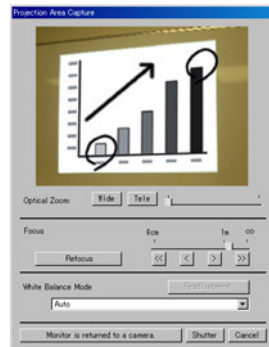 Projection Area Capture
Optical Zoom: Wide Tele
Focus 6cm 1m ∞
Refocus << < > >>
White Balance Mode Readjustment
Auto
Monitor is returned to a camera. Shutter Cancel